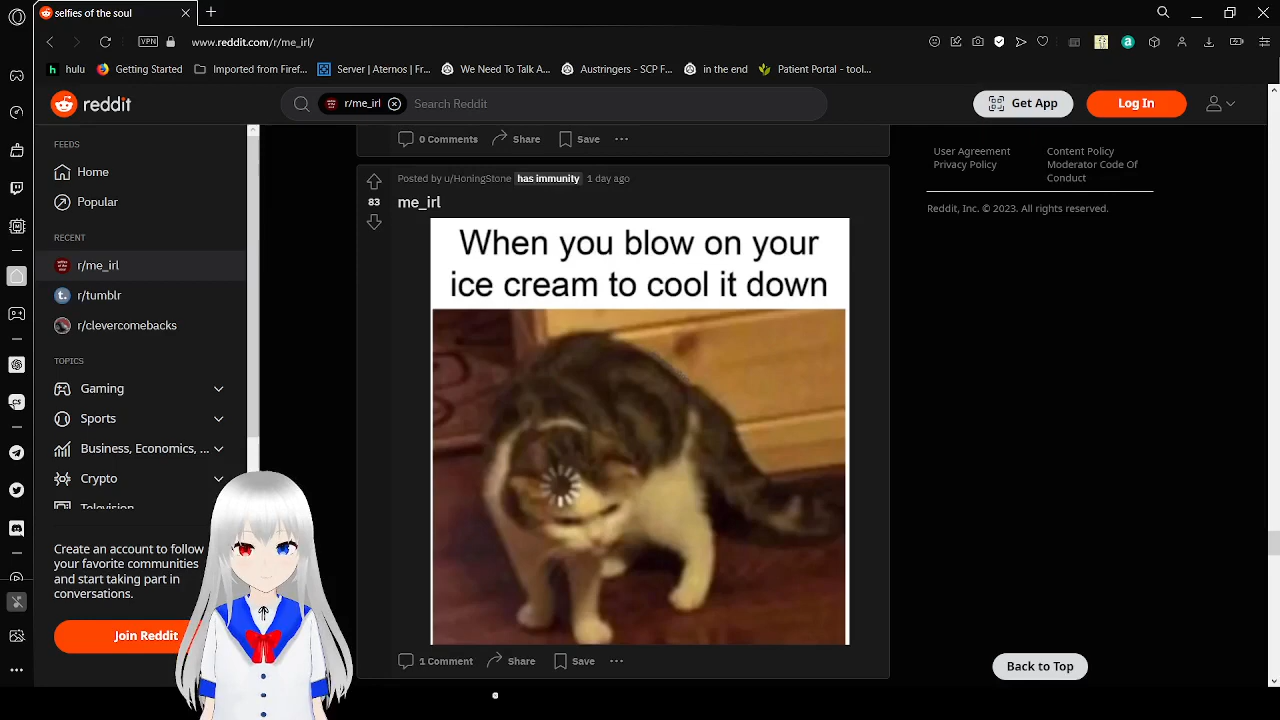 selfies of the soul
VPN
www.reddit.com/r/me_irl/
hulu
Getting Started
Imported from Firef...
Server | Aternos | Fr...
We Need To Talk A...
Austringers - SCP F...
in the end
Patient Portal - tool...
reddit
r/me_irl
Search Reddit
Get App
Log In
FEEDS
Home
Popular
RECENT
r/me_irl
r/tumblr
r/clevercomebacks
TOPICS
Gaming
Sports
Business, Economics, ...
Crypto
Television
Create an account to follow
your favorite communities
and start taking part in
conversations.
Join Reddit
0 Comments
Share
Save
Posted by u/HoningStone has immunity 1 day ago
83
me_irl
When you blow on your
ice cream to cool it down
1 Comment
Share
Save
User Agreement
Privacy Policy
Content Policy
Moderator Code Of
Conduct
Reddit, Inc. © 2023. All rights reserved.
Back to Top